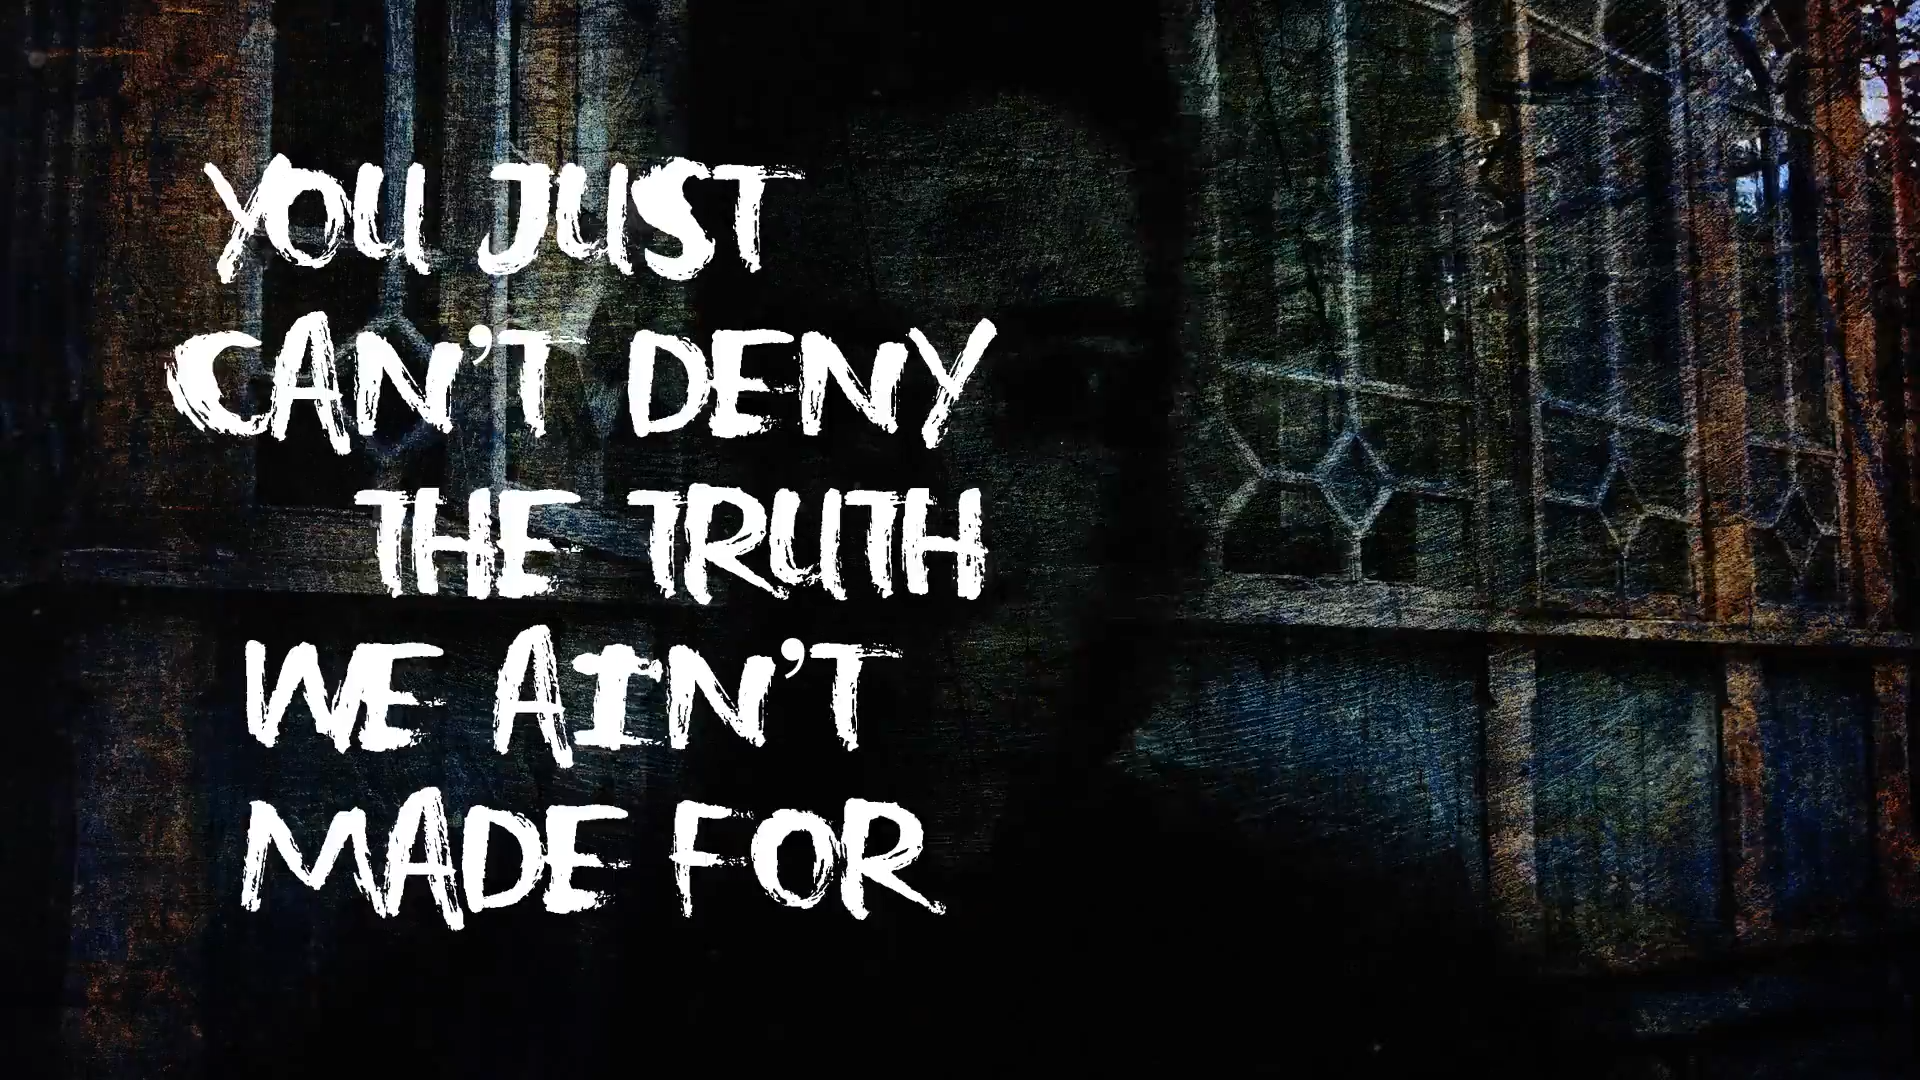 YOU JUST
CAN'T DENY
THE TRUTH
WE AIN'T
MADE FOR